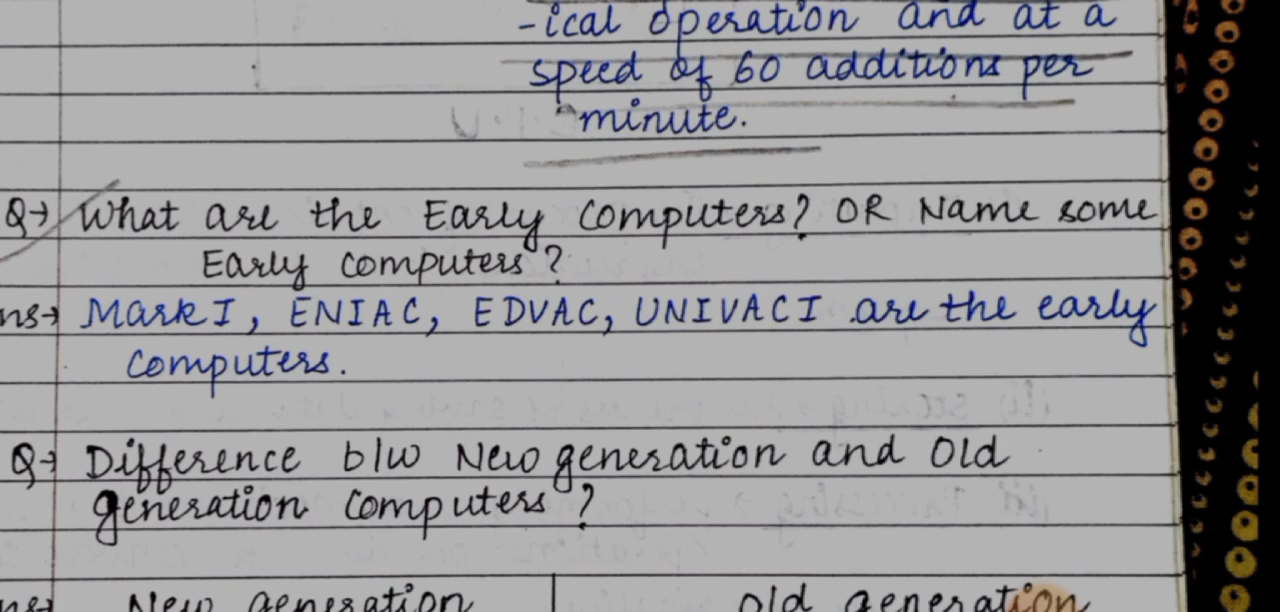 -ical operation and at a
speed of 60 additions per
minute.
Q→ What are the Early Computers? OR Name some
Early Computers?
ns→ Mark I, ENIAC, EDVAC, UNIVAC I are the early
Computers.
Q→ Difference b/w New generation and Old
generation Computers?
ns→ New generation | Old generation